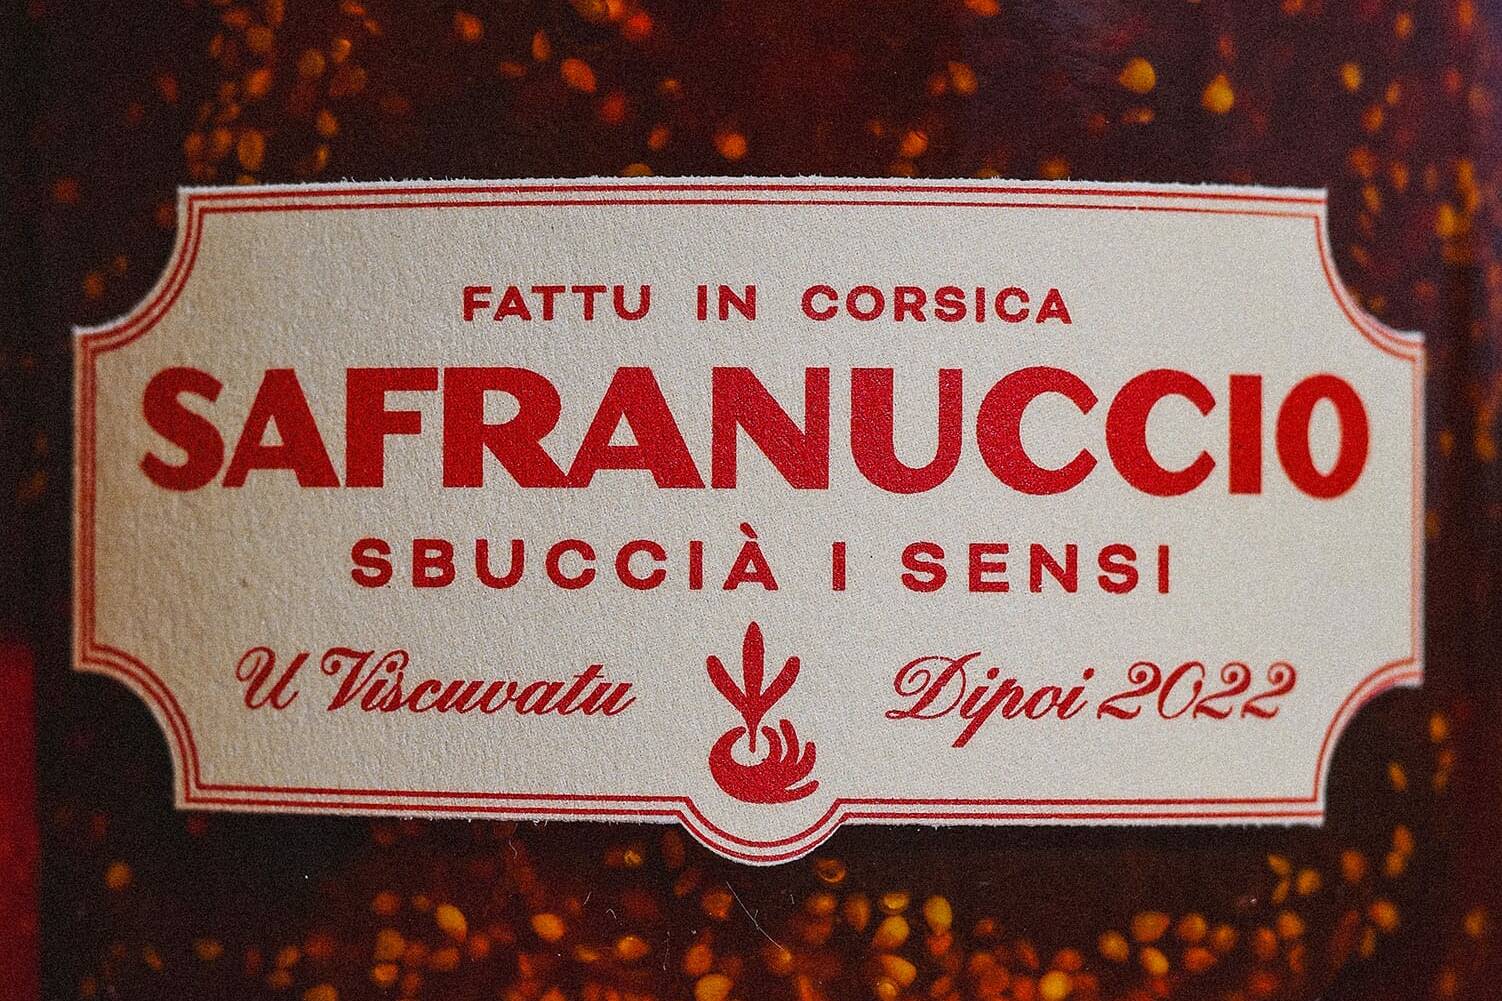 FATTU IN CORSICA
SAFRANUCCIO
SBUCCIÀ I SENSI
U Viscuvatu
Dipoi 2022